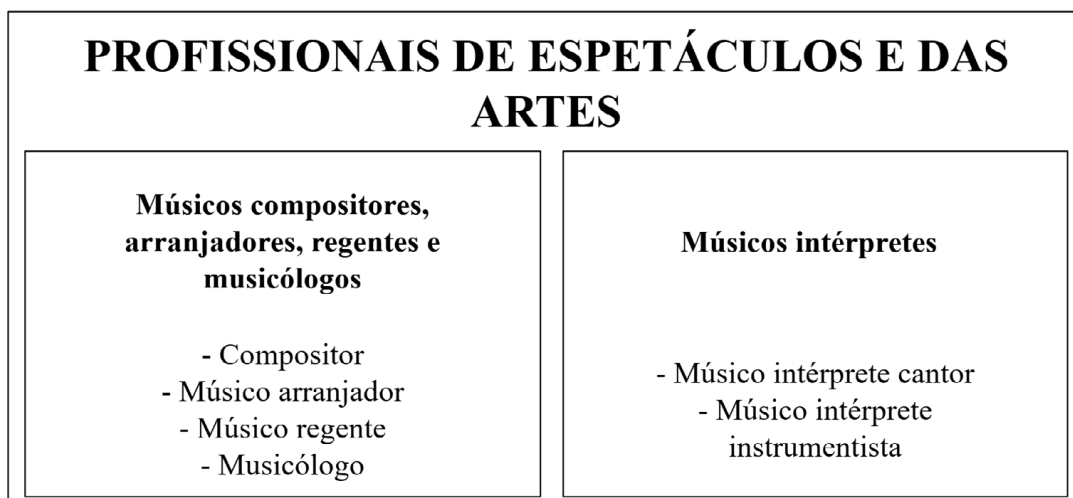 PROFISSIONAIS DE ESPETÁCULOS E DAS
ARTES
Músicos compositores,
arranjadores, regentes e
musicólogos
- Compositor
- Músico arranjador
- Músico regente
- Musicólogo
Músicos intérpretes
- Músico intérprete cantor
- Músico intérprete
instrumentista